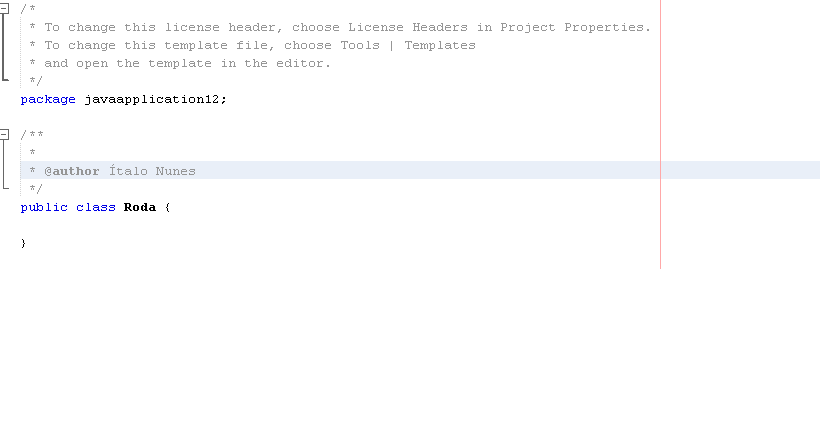 /*
* To change this license header, choose License Headers in Project Properties.
* To change this template file, choose Tools | Templates
* and open the template in the editor.
*/
package javaapplication12;
/**
*
* @author Ítalo Nunes
*/
public class Roda {
}